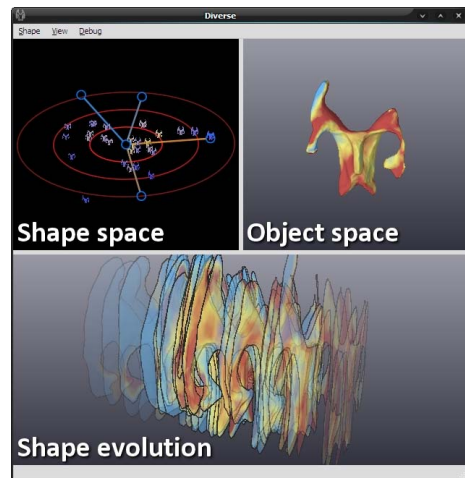 Diverse
Shape View Debug
Shape space
Object space
Shape evolution